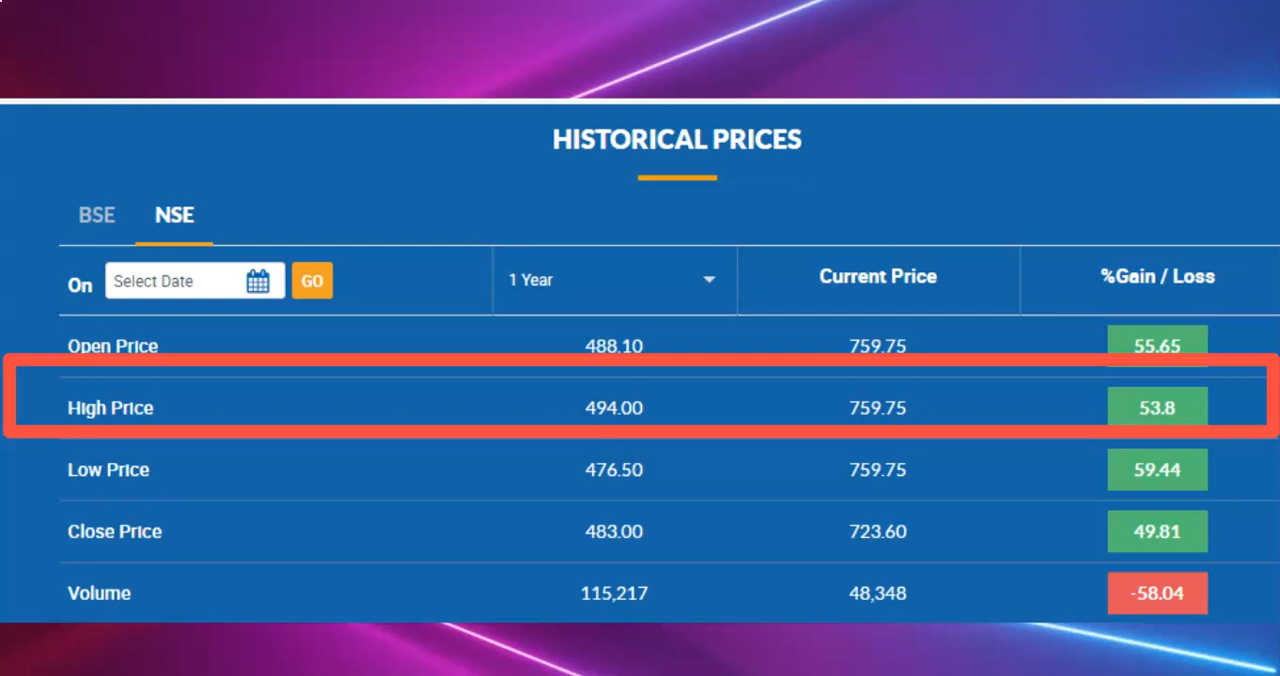 HISTORICAL PRICES
BSE NSE
On Select Date GO 1 Year Current Price %Gain / Loss
Open Price 488.10 759.75 55.65
High Price 494.00 759.75 53.8
Low Price 476.50 759.75 59.44
Close Price 483.00 723.60 49.81
Volume 115,217 48,348 -58.04